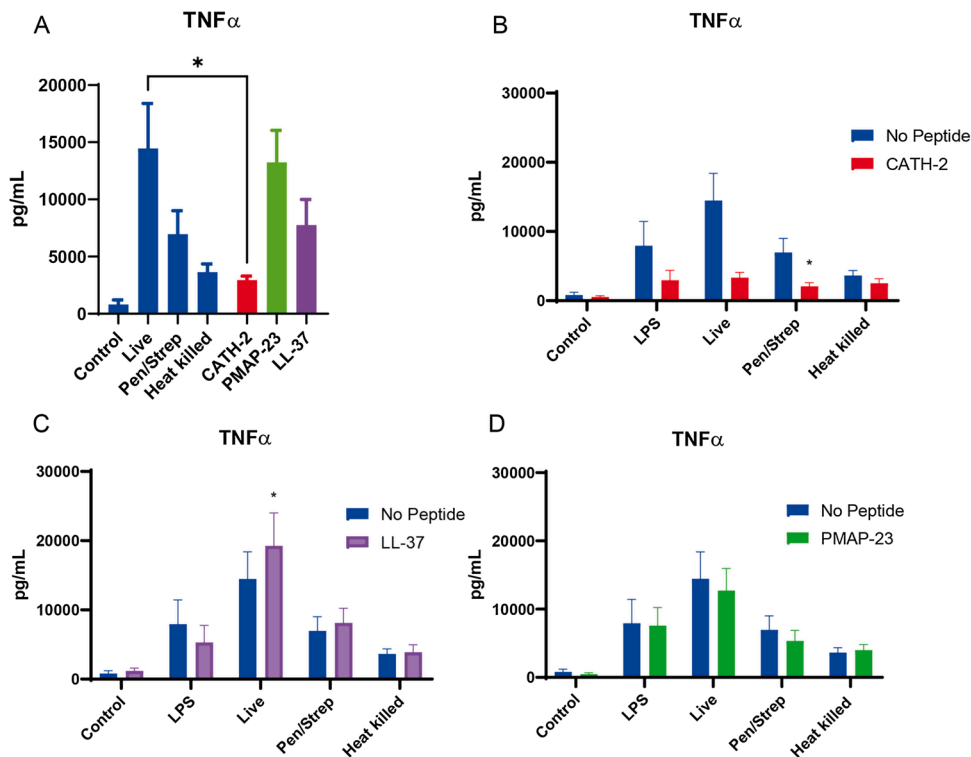 A
TNFα
*
pg/mL
20000
15000
10000
5000
0
Control
Live
Pen/Strep
Heat killed
CATH-2
PMAP-23
LL-37
B
TNFα
pg/mL
30000
20000
10000
0
No Peptide
CATH-2
*
Control
LPS
Live
Pen/Strep
Heat killed
C
TNFα
pg/mL
30000
20000
10000
0
*
No Peptide
LL-37
Control
LPS
Live
Pen/Strep
Heat killed
D
TNFα
pg/mL
30000
20000
10000
0
No Peptide
PMAP-23
Control
LPS
Live
Pen/Strep
Heat killed